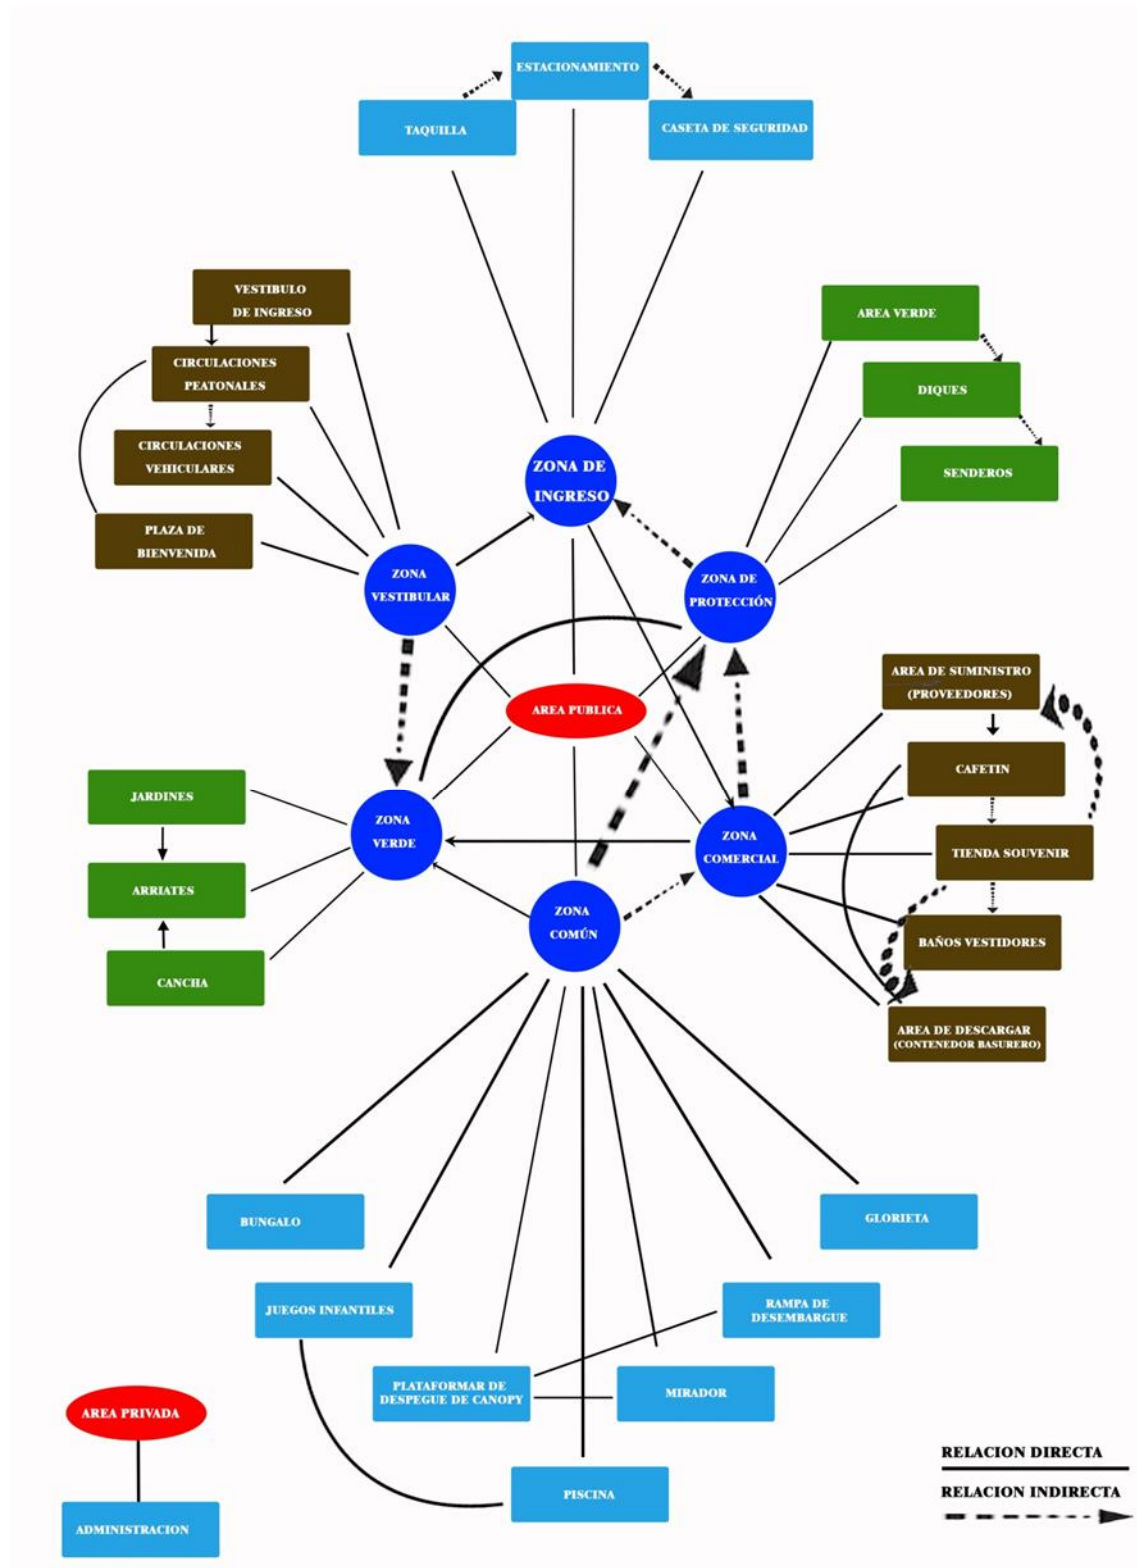 ESTACIONAMIENTO
TAQUILLA
CASETA DE SEGURIDAD
VESTIBULO
DE INGRESO
CIRCULACIONES
PEATONALES
CIRCULACIONES
VEHICULARES
PLAZA DE
BIENVENIDA
AREA VERDE
DIQUES
SENDEROS
ZONA DE
INGRESO
ZONA
VESTIBULAR
ZONA DE
PROTECCIÓN
AREA PUBLICA
AREA DE SUMINISTRO
(PROVEEDORES)
CAFETIN
TIENDA SOUVENIR
BAÑOS VESTIDORES
AREA DE DESCARGAR
(CONTENEDOR BASURERO)
JARDINES
ARRIATES
CANCHA
ZONA
VERDE
ZONA
COMERCIAL
ZONA
COMÚN
BUNGALO
GLORIETA
JUEGOS INFANTILES
RAMPA DE
DESEMBARGUE
PLATAFORMAR DE
DESPEGUE DE CANOPY
MIRADOR
PISCINA
AREA PRIVADA
ADMINISTRACION
RELACION DIRECTA
RELACION INDIRECTA